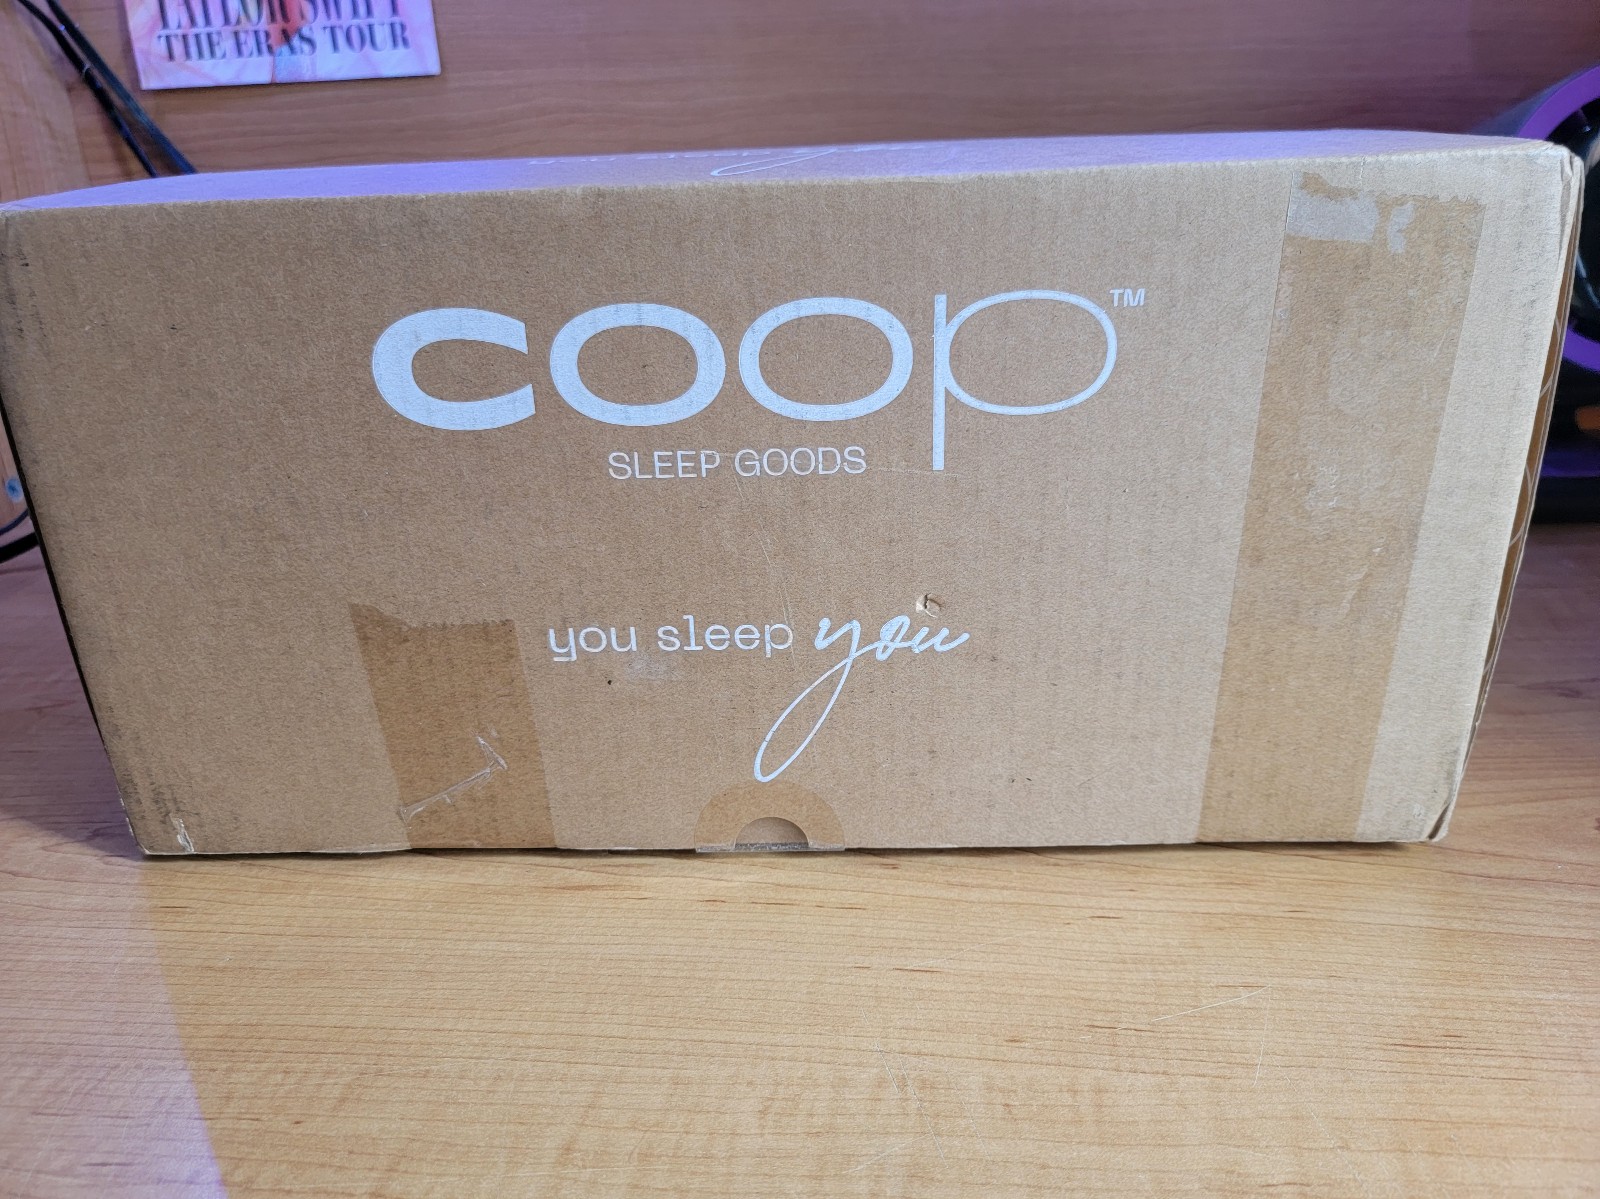 TAYLOR SWIFT
THE ERAS TOUR
coop™
SLEEP GOODS
you sleep you